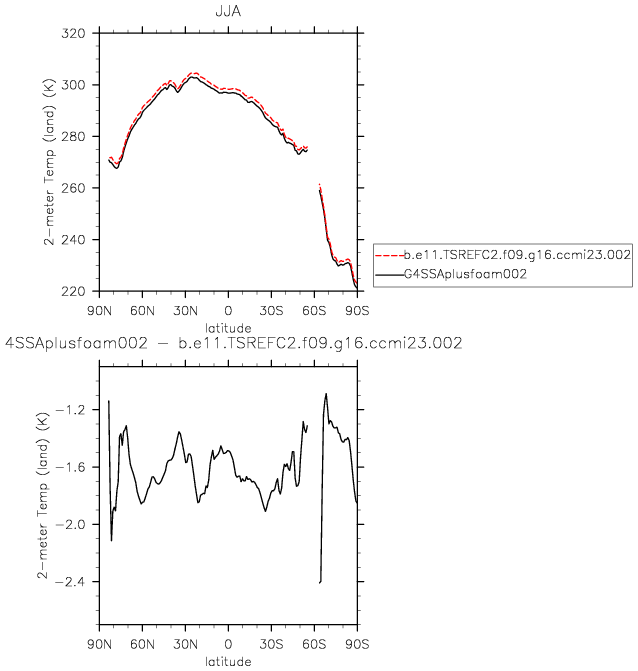 JJA
320
300
280
260
240
220
2-meter Temp (land) (K)
90N 60N 30N 0 30S 60S 90S
latitude
b.e11.TSREFC2.f09.g16.ccmi23.002
G4SSAplusfoam002
4SSAplusfoam002 - b.e11.TSREFC2.f09.g16.ccmi23.002
-1.2
-1.6
-2.0
-2.4
2-meter Temp (land) (K)
90N 60N 30N 0 30S 60S 90S
latitude